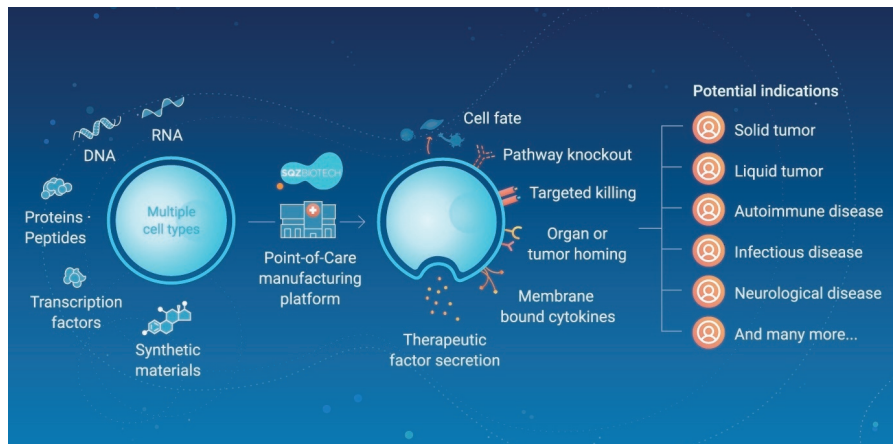 DNA
RNA
Proteins ·
Peptides
Transcription
factors
Synthetic
materials
Multiple
cell types
SQZBIOTECH
Point-of-Care
manufacturing
platform
Cell fate
Pathway knockout
Targeted killing
Organ or
tumor homing
Membrane
bound cytokines
Therapeutic
factor secretion
Potential indications
Solid tumor
Liquid tumor
Autoimmune disease
Infectious disease
Neurological disease
And many more...